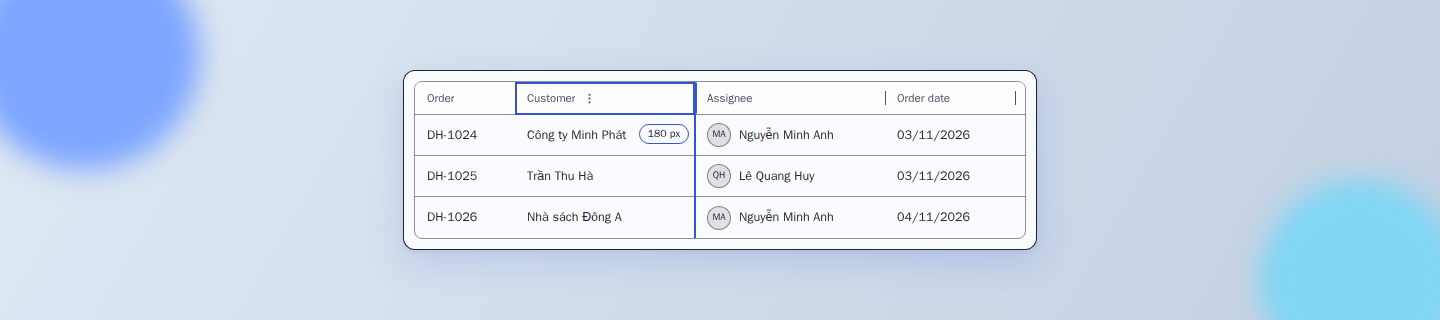 Order Customer Assignee Order date
DH-1024 Công ty Minh Phát 180 px MA Nguyễn Minh Anh 03/11/2026
DH-1025 Trần Thu Hà QH Lê Quang Huy 03/11/2026
DH-1026 Nhà sách Đông A MA Nguyễn Minh Anh 04/11/2026